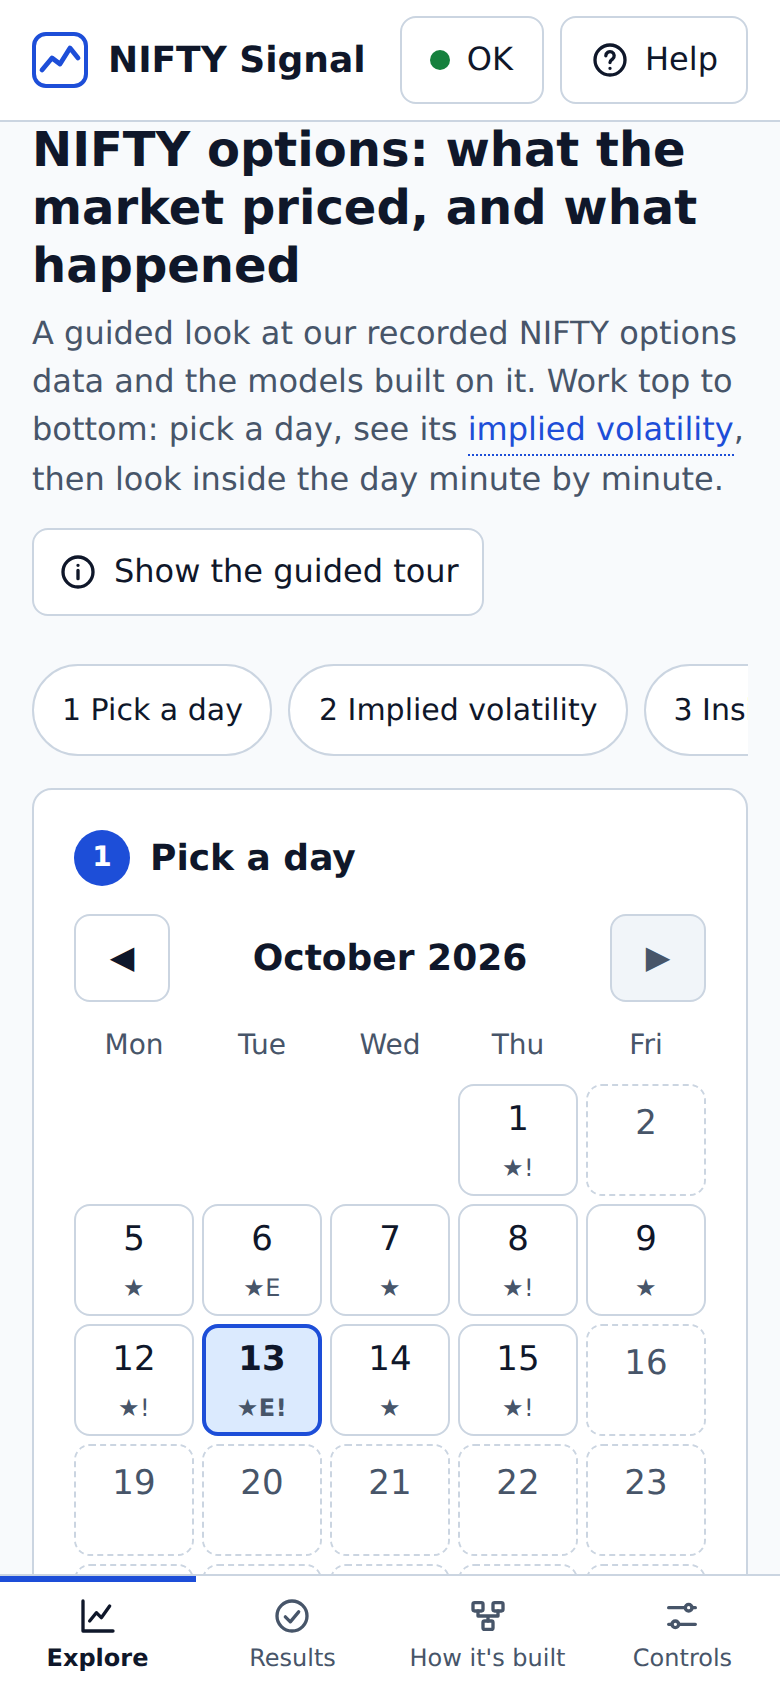 NIFTY Signal
OK
Help
NIFTY options: what the
market priced, and what
happened
A guided look at our recorded NIFTY options
data and the models built on it. Work top to
bottom: pick a day, see its implied volatility,
then look inside the day minute by minute.
Show the guided tour
1 Pick a day
2 Implied volatility
3 Ins
1 Pick a day
◀ October 2026 ▶
Mon Tue Wed Thu Fri
1 2
★!
5 6 7 8 9
★ ★E ★ ★! ★
12 13 14 15 16
★! ★E! ★ ★!
19 20 21 22 23
Explore Results How it's built Controls